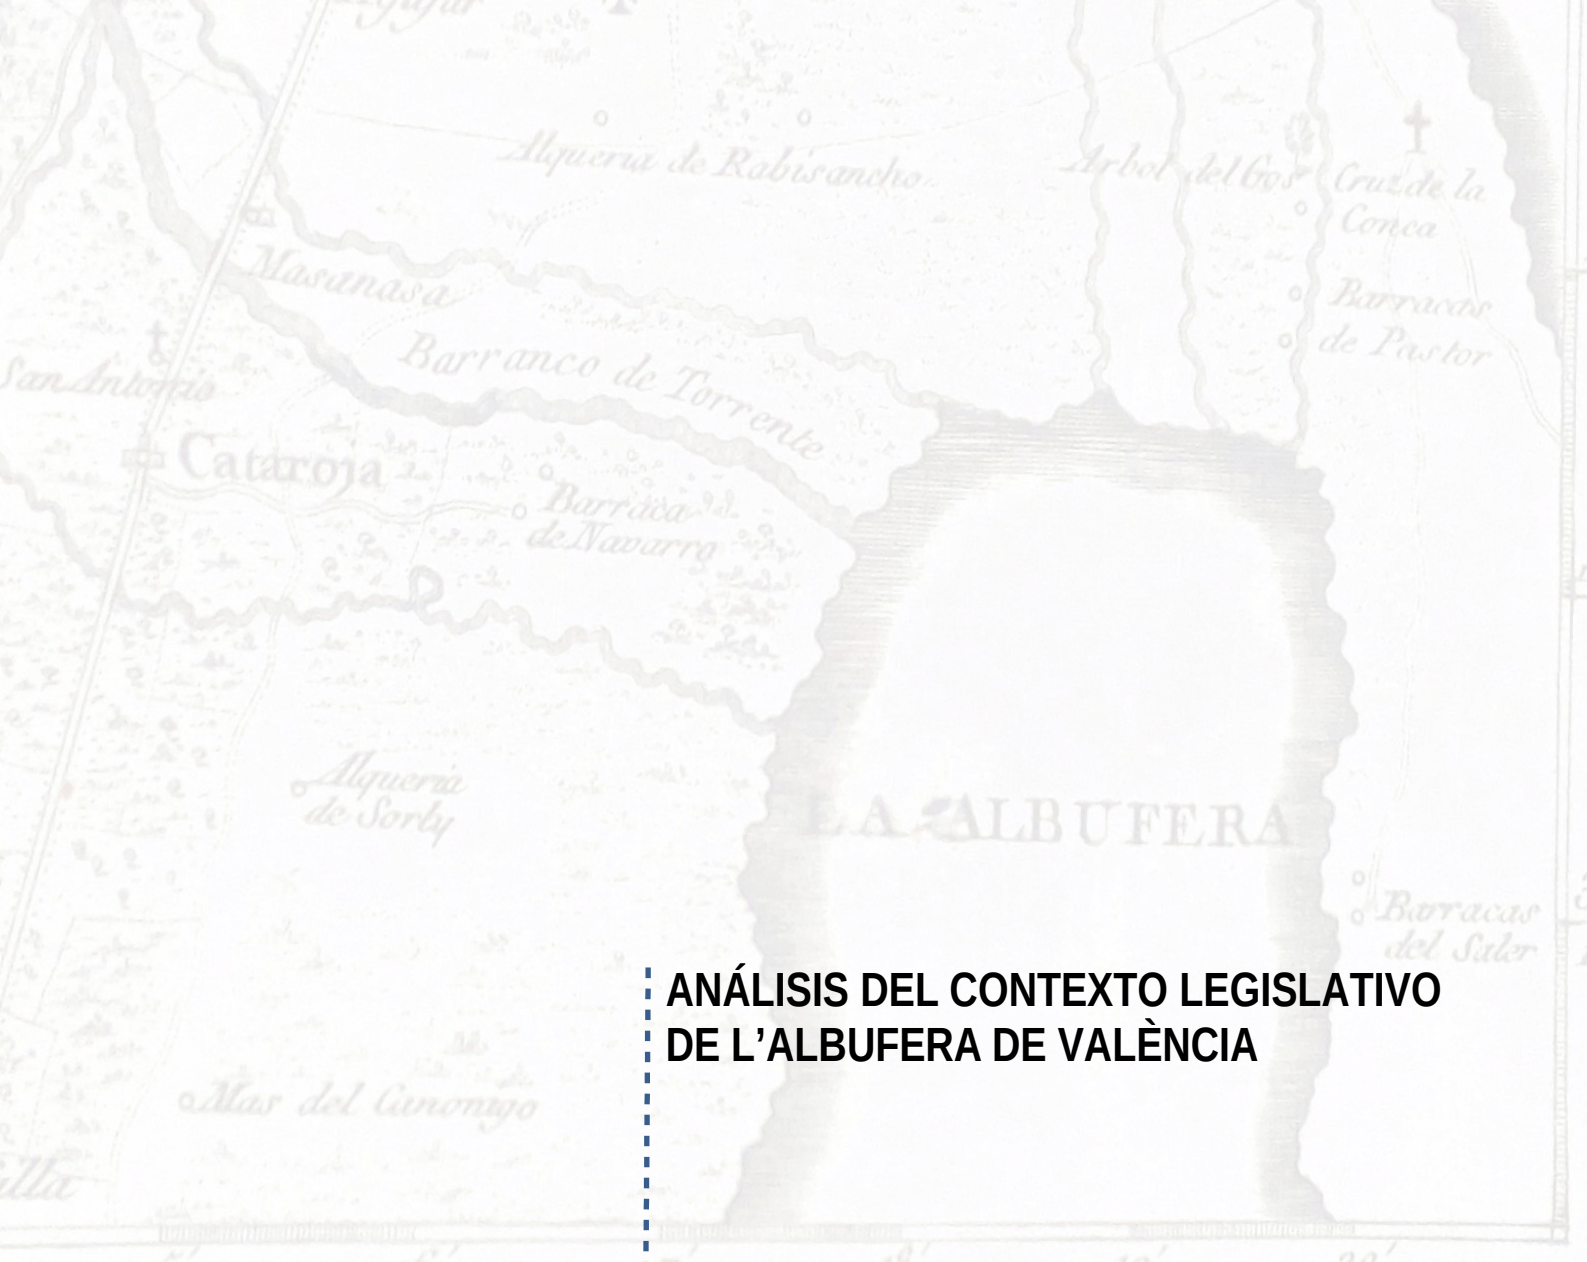 Alqueria de Rabisancho
Arbol del Gos
Cruz de la
Conca
Masanasa
Barracas
de Pastor
Barranco de Torrente
San Antonio
Cataroja
Barraca
de Navarro
Alqueria
de Sorly
LA ALBUFERA
Barracas
del Saler
ANÁLISIS DEL CONTEXTO LEGISLATIVO
DE L’ALBUFERA DE VALÈNCIA
Mas del Canonigo